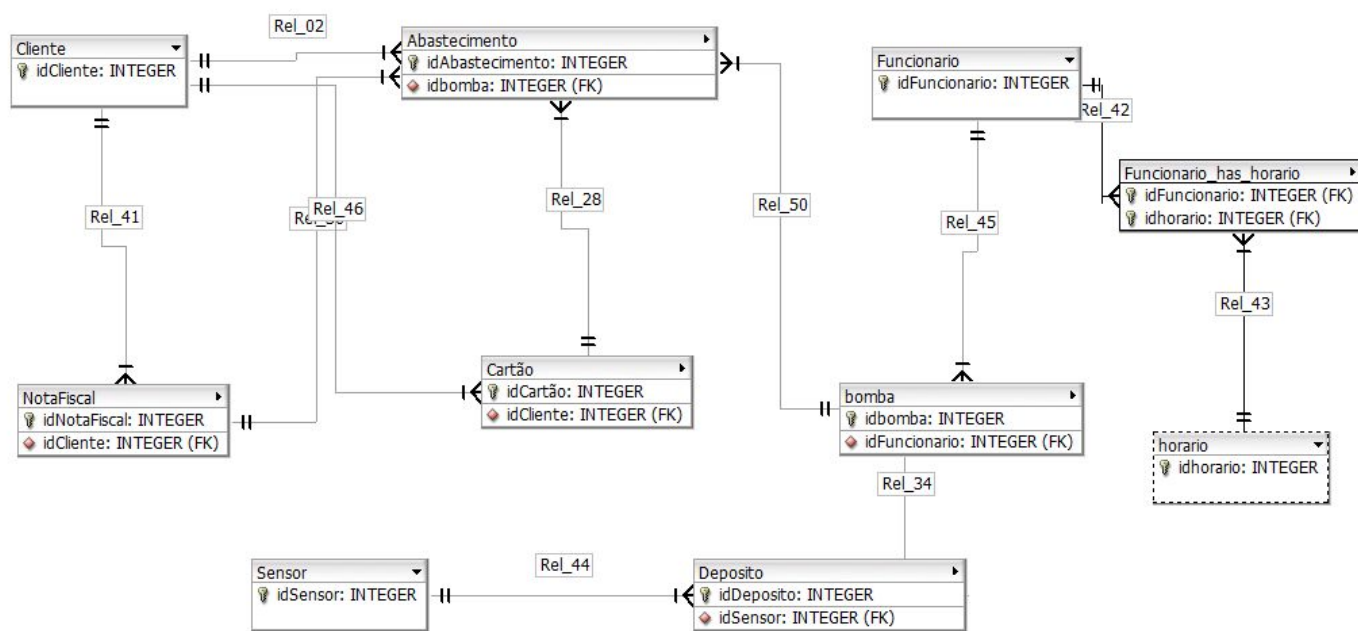 Rel_02
Cliente
idCliente: INTEGER
Abastecimento
idAbastecimento: INTEGER
idbomba: INTEGER (FK)
Funcionario
idFuncionario: INTEGER
Rel_42
Funcionario_has_horario
idFuncionario: INTEGER (FK)
idhorario: INTEGER (FK)
Rel_41
Rel_46
Rel_28
Rel_50
Rel_45
Rel_43
NotaFiscal
idNotaFiscal: INTEGER
idCliente: INTEGER (FK)
Cartão
idCartão: INTEGER
idCliente: INTEGER (FK)
bomba
idbomba: INTEGER
idFuncionario: INTEGER (FK)
horario
idhorario: INTEGER
Rel_34
Rel_44
Sensor
idSensor: INTEGER
Deposito
idDeposito: INTEGER
idSensor: INTEGER (FK)